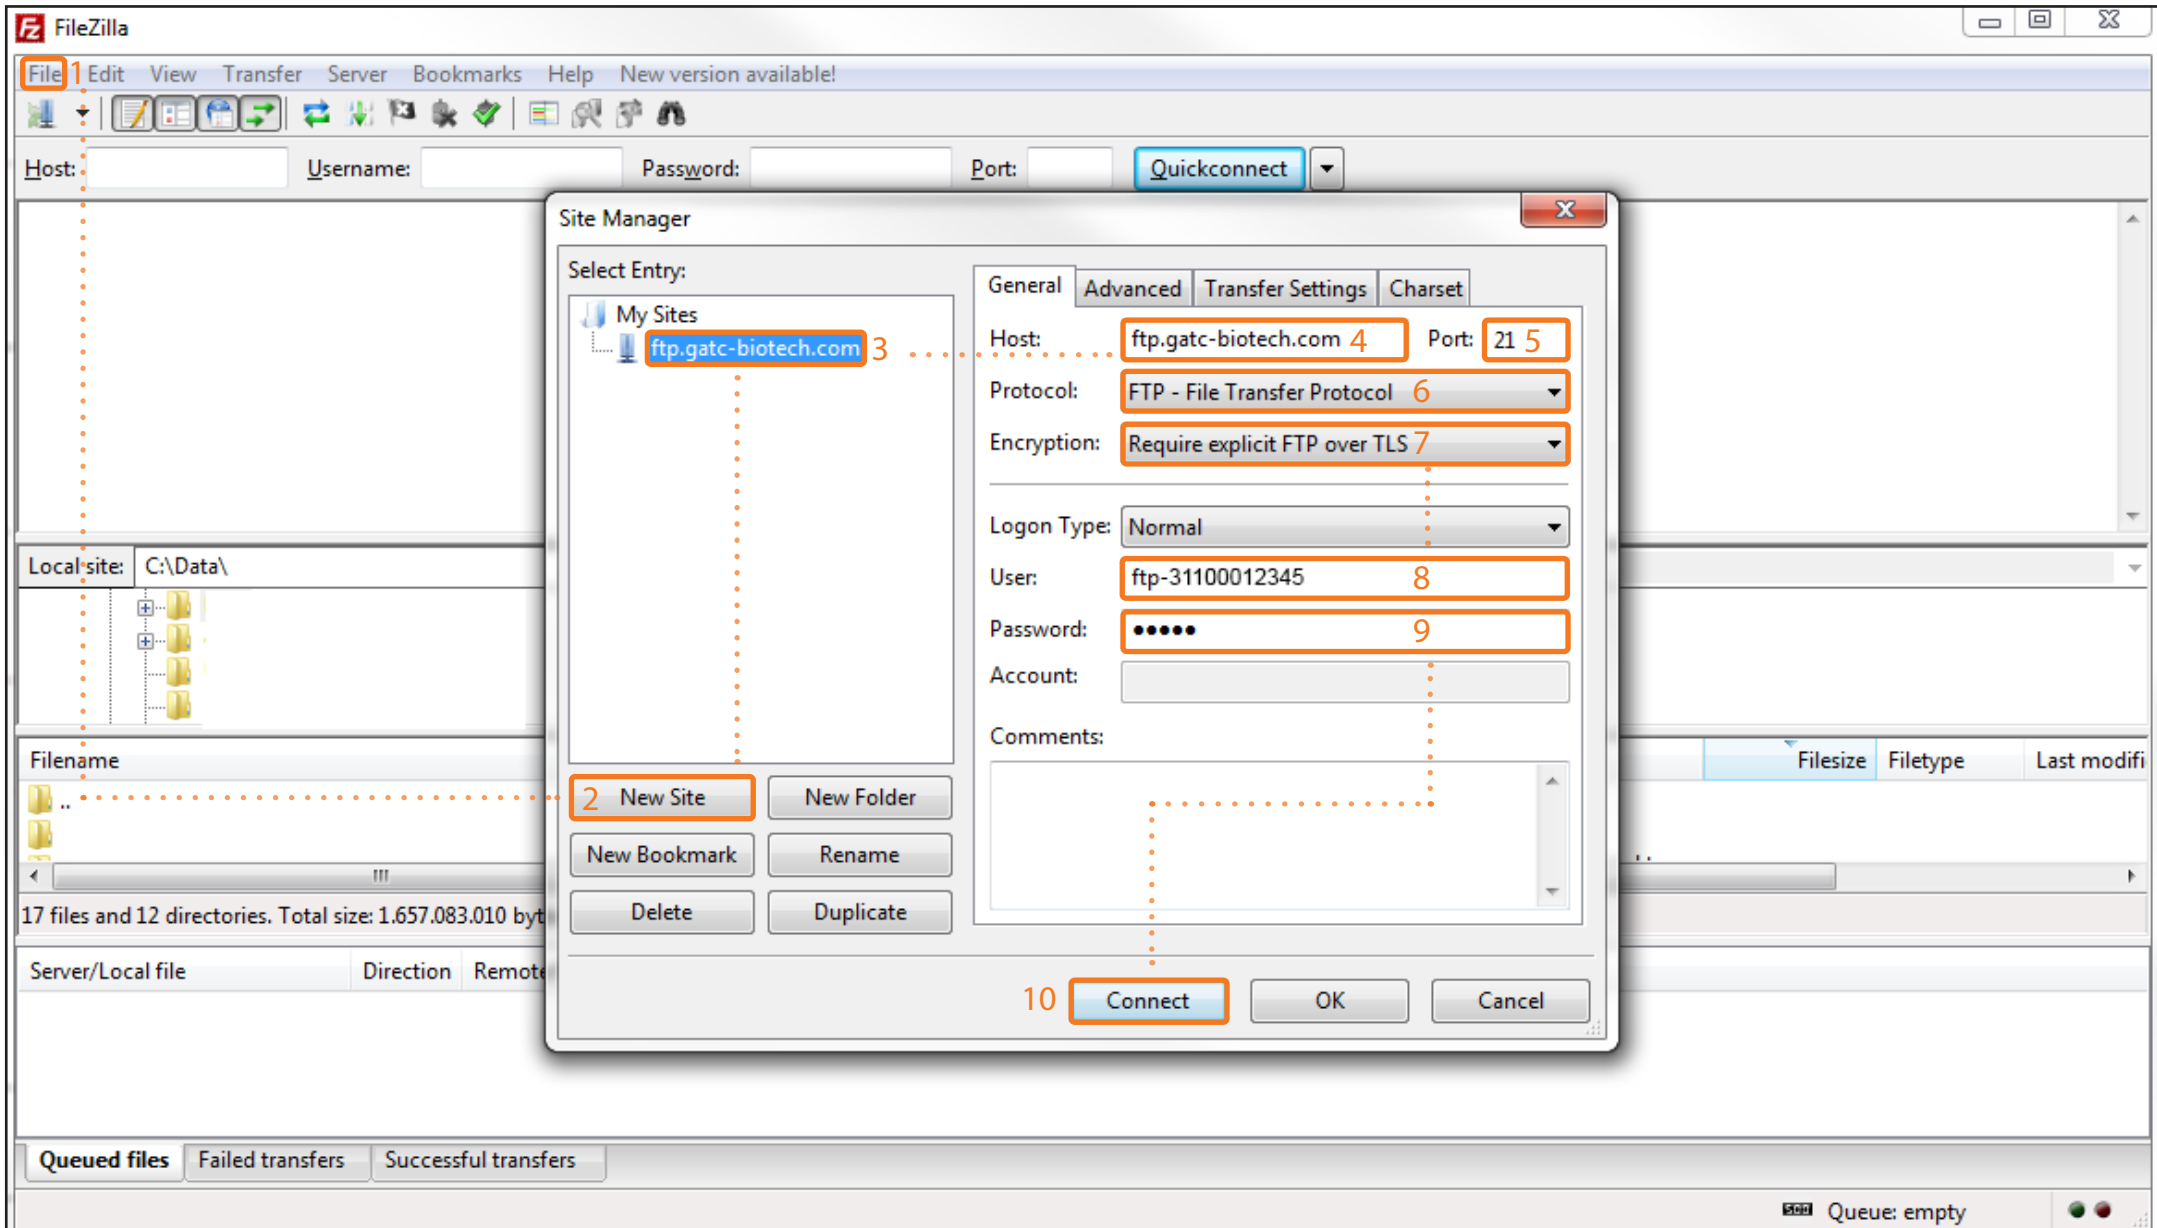 FileZilla
File 1 Edit View Transfer Server Bookmarks Help New version available!
Host: Username: Password: Port: Quickconnect
Site Manager
Select Entry:
My Sites
ftp.gatc-biotech.com 3
General Advanced Transfer Settings Charset
Host: ftp.gatc-biotech.com 4 Port: 21 5
Protocol: FTP - File Transfer Protocol 6
Encryption: Require explicit FTP over TLS 7
Logon Type: Normal
User: ftp-31100012345 8
Password: ●●●●● 9
Account:
Comments:
2 New Site New Folder
New Bookmark Rename
Delete Duplicate
10 Connect OK Cancel
Local site: C:\Data\
Filename Filesize Filetype Last modifi
..
17 files and 12 directories. Total size: 1.657.083.010 byt
Server/Local file Direction Remote
Queued files Failed transfers Successful transfers
Queue: empty